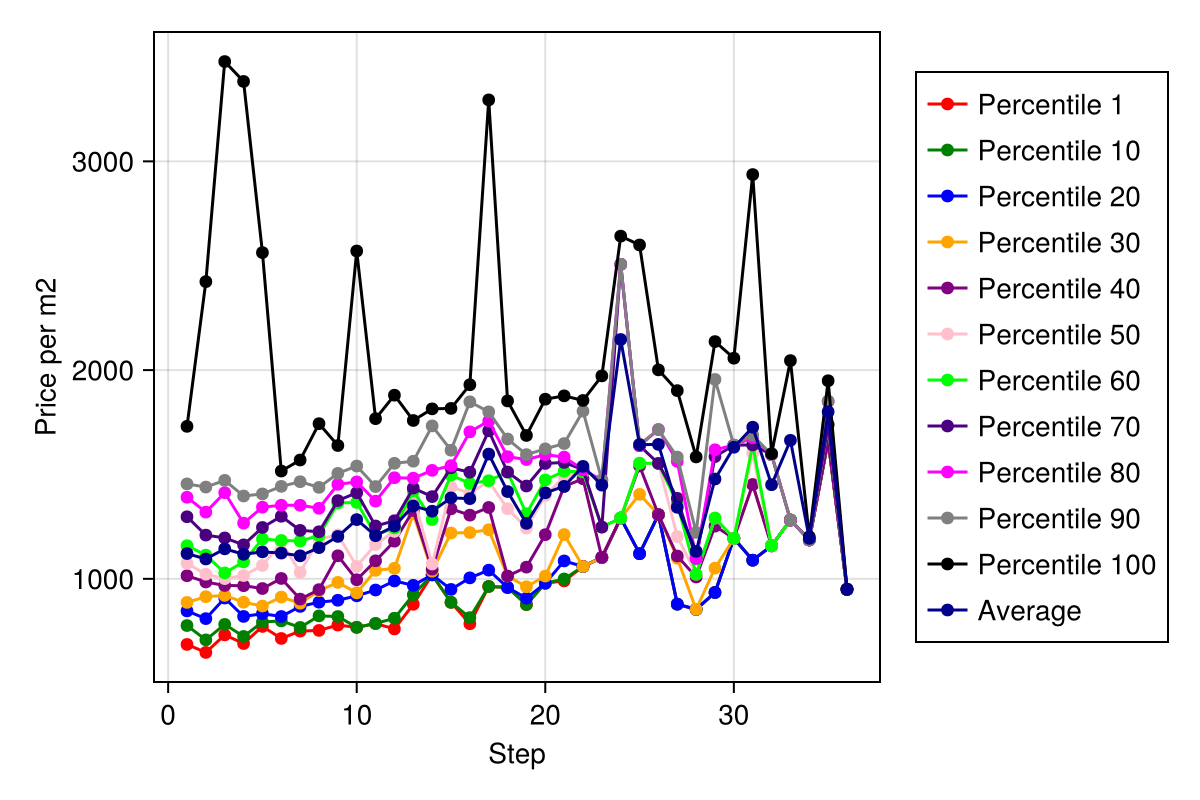 3000
2000
1000
Price per m2
0
10
20
30
Step
Percentile 1
Percentile 10
Percentile 20
Percentile 30
Percentile 40
Percentile 50
Percentile 60
Percentile 70
Percentile 80
Percentile 90
Percentile 100
Average